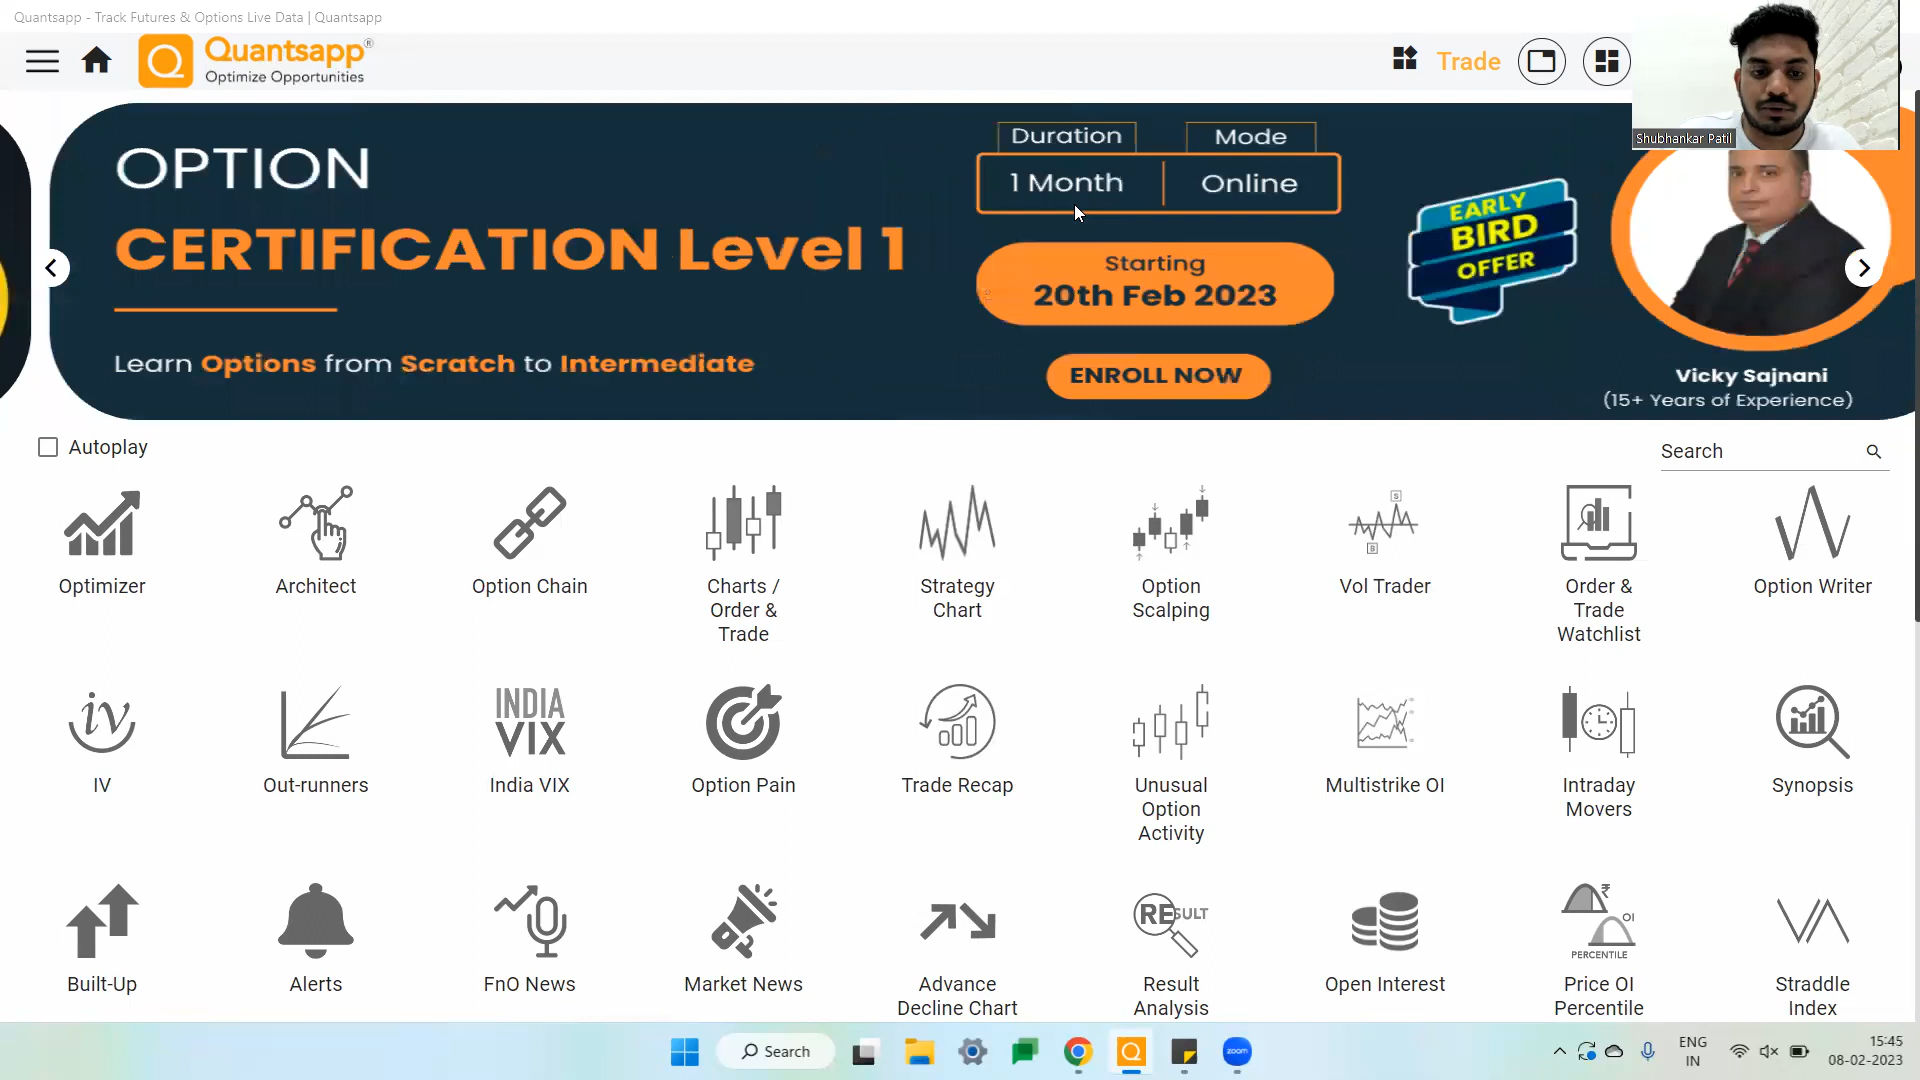 Quantsapp - Track Futures & Options Live Data | Quantsapp
Quantsapp®
Optimize Opportunities
Trade
Shubhankar Patil
OPTION
CERTIFICATION Level 1
Learn Options from Scratch to Intermediate
Duration
Mode
1 Month
Online
Starting
20th Feb 2023
ENROLL NOW
EARLY
BIRD
OFFER
Vicky Sajnani
(15+ Years of Experience)
Autoplay
Search
Optimizer
Architect
Option Chain
Charts /
Order &
Trade
Strategy
Chart
Option
Scalping
S
B
Vol Trader
Order &
Trade
Watchlist
Option Writer
iv
IV
Out-runners
INDIA
VIX
India VIX
Option Pain
Trade Recap
Unusual
Option
Activity
Multistrike OI
Intraday
Movers
Synopsis
Built-Up
Alerts
FnO News
Market News
Advance
Decline Chart
RESULT
Result
Analysis
Open Interest
₹
OI
PERCENTILE
Price OI
Percentile
Straddle
Index
Search
zoom
ENG
IN
15:45
08-02-2023